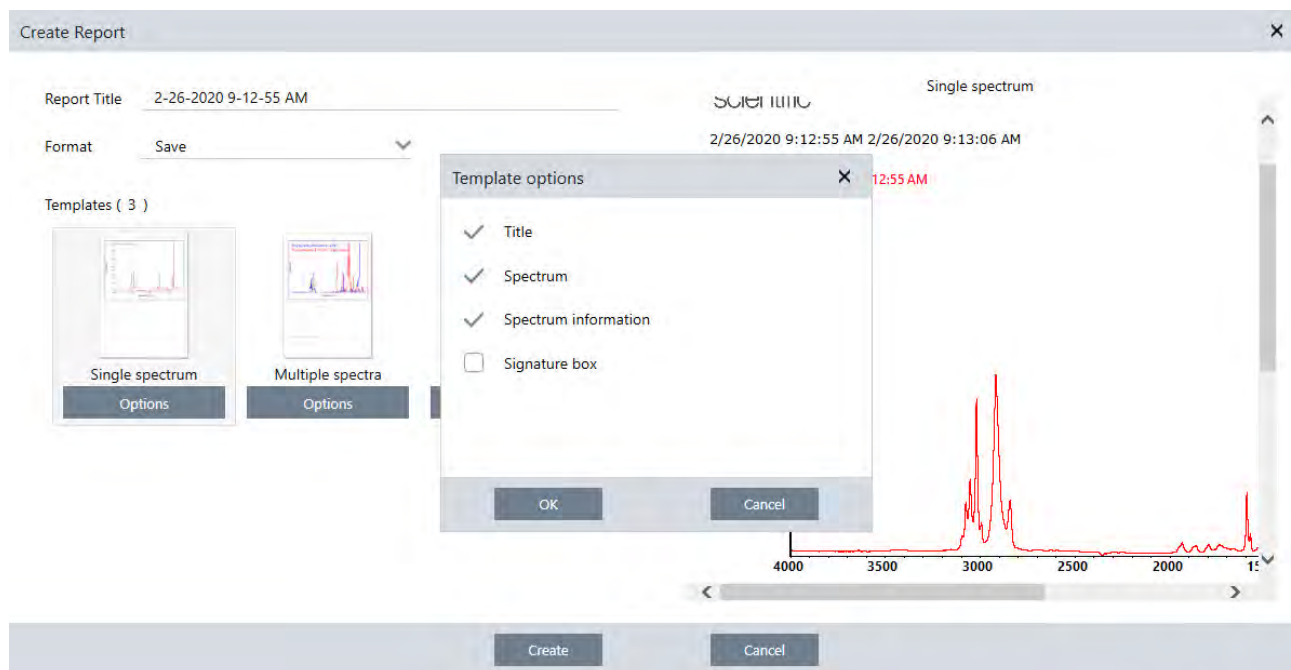 Create Report
Report Title 2-26-2020 9-12-55 AM
Format Save
Templates ( 3 )
Single spectrum
Options
Multiple spectra
Options
Single spectrum
2/26/2020 9:12:55 AM 2/26/2020 9:13:06 AM
12:55 AM
Template options
Title
Spectrum
Spectrum information
Signature box
OK Cancel
4000 3500 3000 2500 2000
Create Cancel